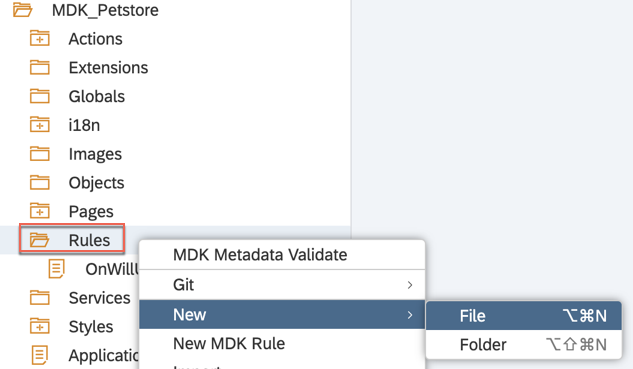 MDK_Petstore
Actions
Extensions
Globals
i18n
Images
Objects
Pages
Rules
MDK Metadata Validate
Git
New
File ⌥⌘N
Folder ⌥⇧⌘N
New MDK Rule
Services
Styles